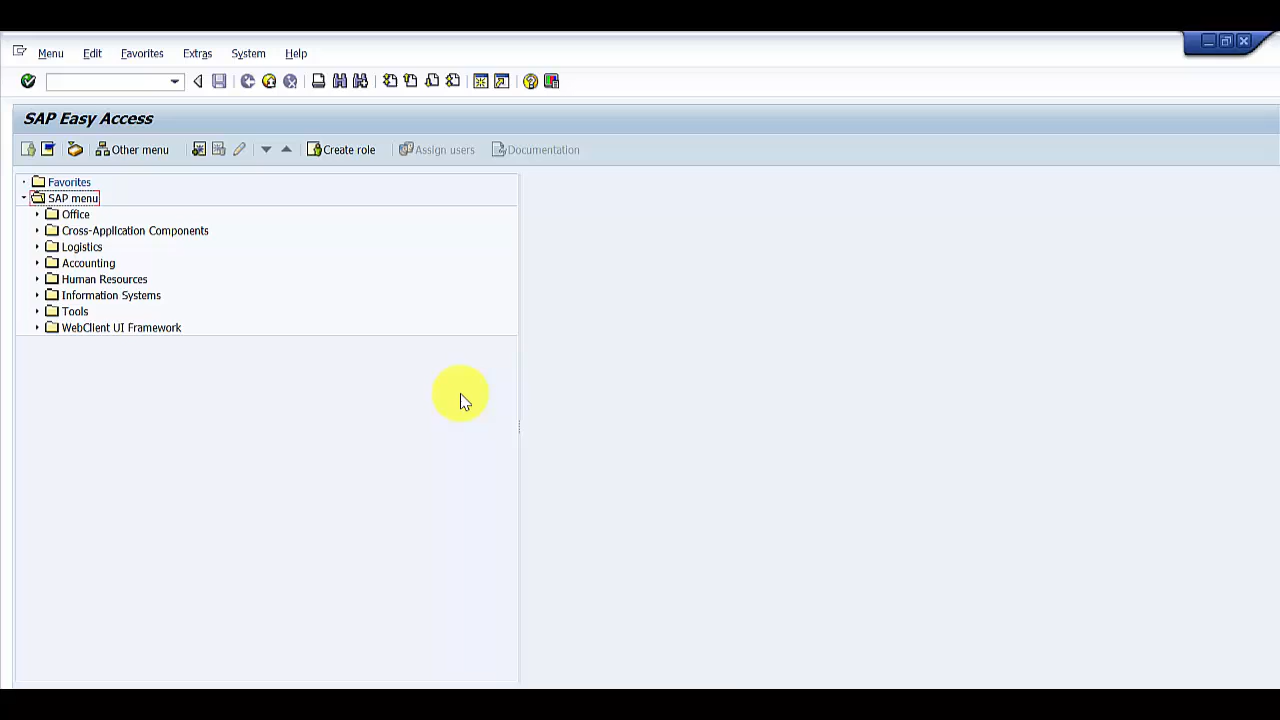 Menu Edit Favorites Extras System Help
SAP Easy Access
Other menu Create role Assign users Documentation
Favorites
SAP menu
Office
Cross-Application Components
Logistics
Accounting
Human Resources
Information Systems
Tools
WebClient UI Framework